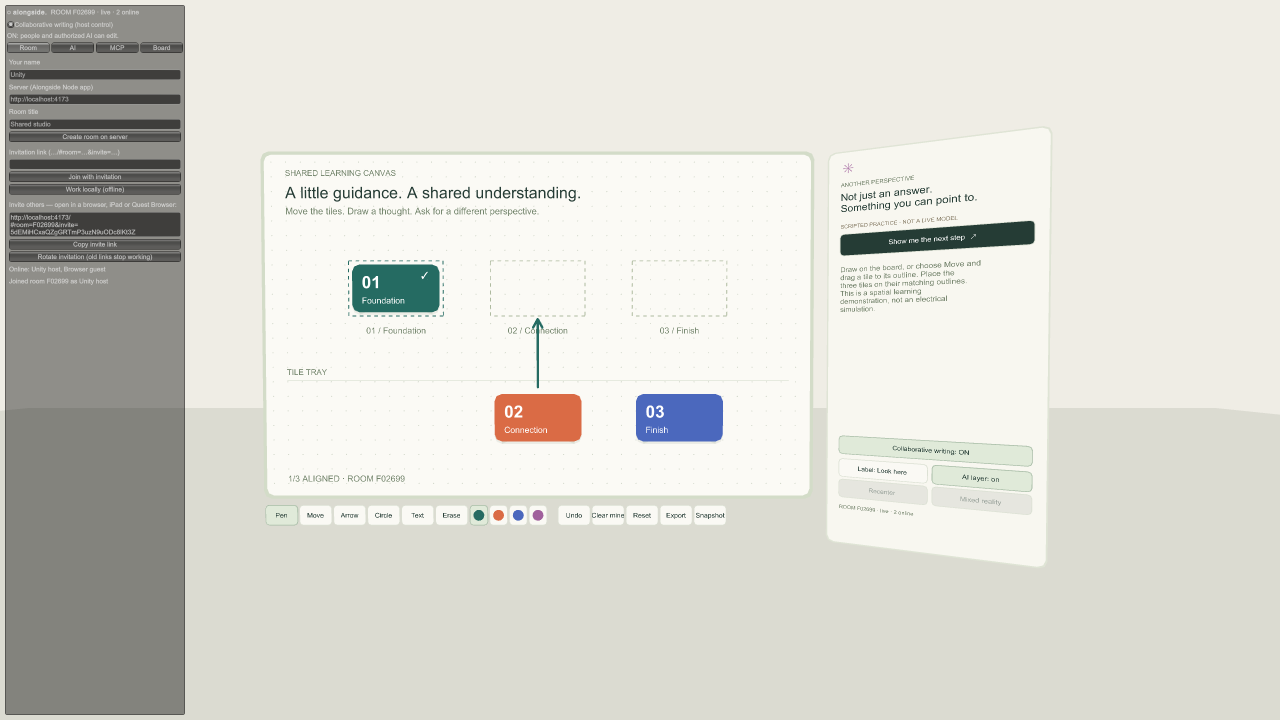 alongside. ROOM F02699 · live · 2 online
Collaborative writing (host control)
ON: people and authorized AI can edit.
Room AI MCP Board
Your name
Unity
Server (Alongside Node app)
http://localhost:4173
Room title
Shared studio
Create room on server
Invitation link (…/#room=…&invite=…)
Join with invitation
Work locally (offline)
Invite others — open in a browser, iPad or Quest Browser:
http://localhost:4173/
#room=F02699&invite=
Copy invite link
Rotate invitation (old links stop working)
Online: Unity host, Browser guest
Joined room F02699 as Unity host
SHARED LEARNING CANVAS
A little guidance. A shared understanding.
Move the tiles. Draw a thought. Ask for a different perspective.
01 ✓
Foundation
01 / Foundation
02 / Connection
03 / Finish
TILE TRAY
02
Connection
03
Finish
1/3 ALIGNED · ROOM F02699
Pen Move Arrow Circle Text Erase Undo Clear mine Reset Export Snapshot
ANOTHER PERSPECTIVE
Not just an answer.
Something you can point to.
SCRIPTED PRACTICE · NOT A LIVE MODEL
Show me the next step ↗
Draw on the board, or choose Move and
drag a tile to its outline. Place the
three tiles on their matching outlines.
This is a spatial learning
demonstration, not an electrical
simulation.
Collaborative writing: ON
Label: Look here
AI layer: on
Recenter
Mixed reality
ROOM F02699 · live · 2 online